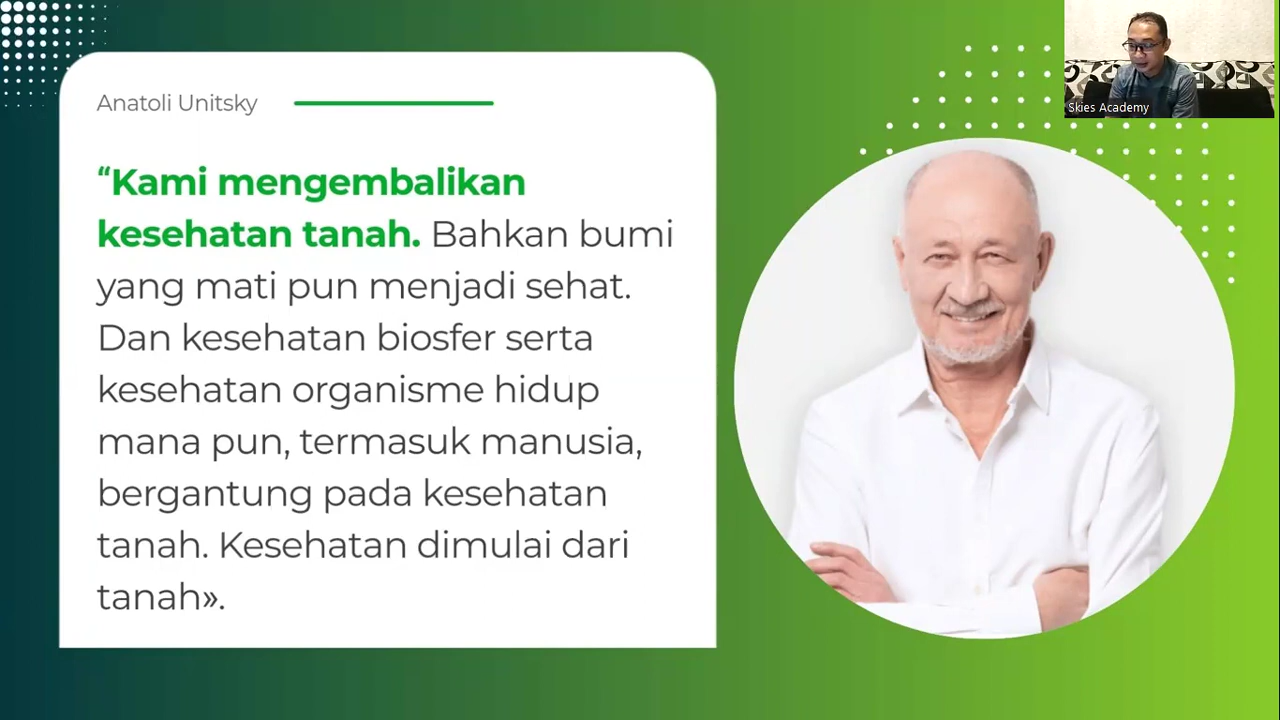 Anatoli Unitsky
“Kami mengembalikan
kesehatan tanah. Bahkan bumi
yang mati pun menjadi sehat.
Dan kesehatan biosfer serta
kesehatan organisme hidup
mana pun, termasuk manusia,
bergantung pada kesehatan
tanah. Kesehatan dimulai dari
tanah».
Skies Academy